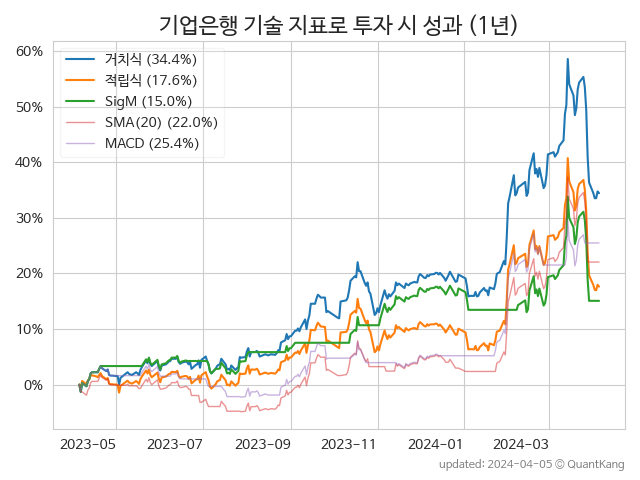 기업은행 기술 지표로 투자 시 성과 (1년)
거치식 (34.4%)
적립식 (17.6%)
SigM (15.0%)
SMA(20) (22.0%)
MACD (25.4%)
60%
50%
40%
30%
20%
10%
0%
2023-05 2023-07 2023-09 2023-11 2024-01 2024-03
updated: 2024-04-05 © QuantKang